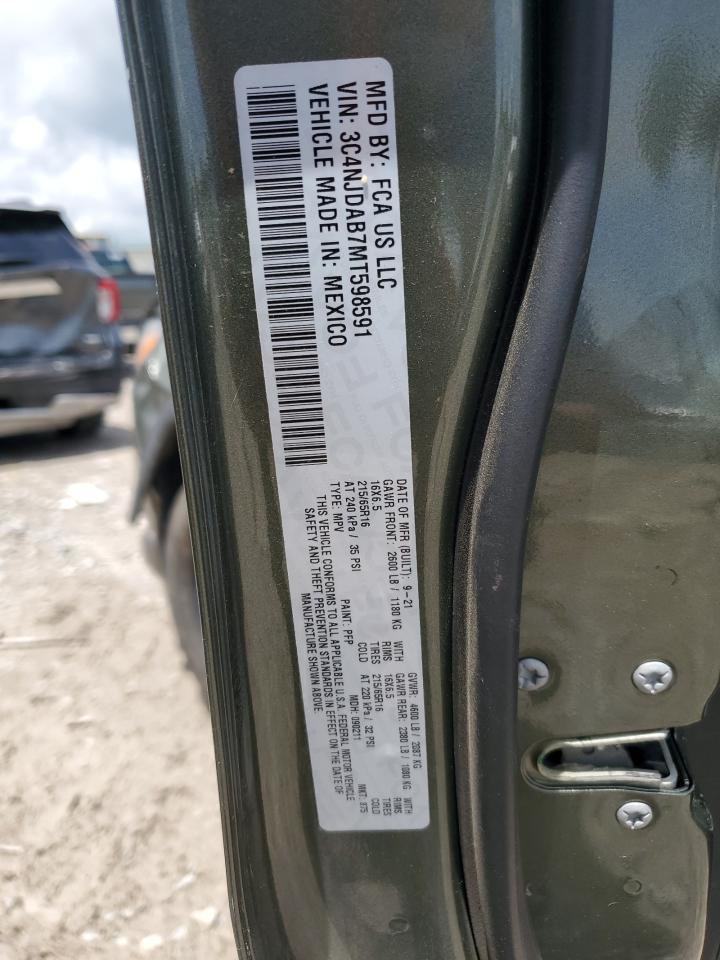 MFD BY: FCA US LLC
VIN: 3C4NJDAB7MT598591
VEHICLE MADE IN: MEXICO
DATE OF MFR (BUILT): 9-21 GVWR: 4600 LB / 2087 KG
GAWR FRONT: 2600 LB / 1180 KG WITH GAWR REAR: 2380 LB / 1080 KG WITH
16X6.5 RIMS 16X6.5 RIMS
215/65R16 TIRES 215/65R16 TIRES
AT 240 kPa / 35 PSI COLD AT 220 kPa / 32 PSI COLD
TYPE: MPV PAINT: PFP MDH: 090211 MKT: 975
THIS VEHICLE CONFORMS TO ALL APPLICABLE U.S.A. FEDERAL MOTOR VEHICLE
SAFETY AND THEFT PREVENTION STANDARDS IN EFFECT ON THE DATE OF
MANUFACTURE SHOWN ABOVE.